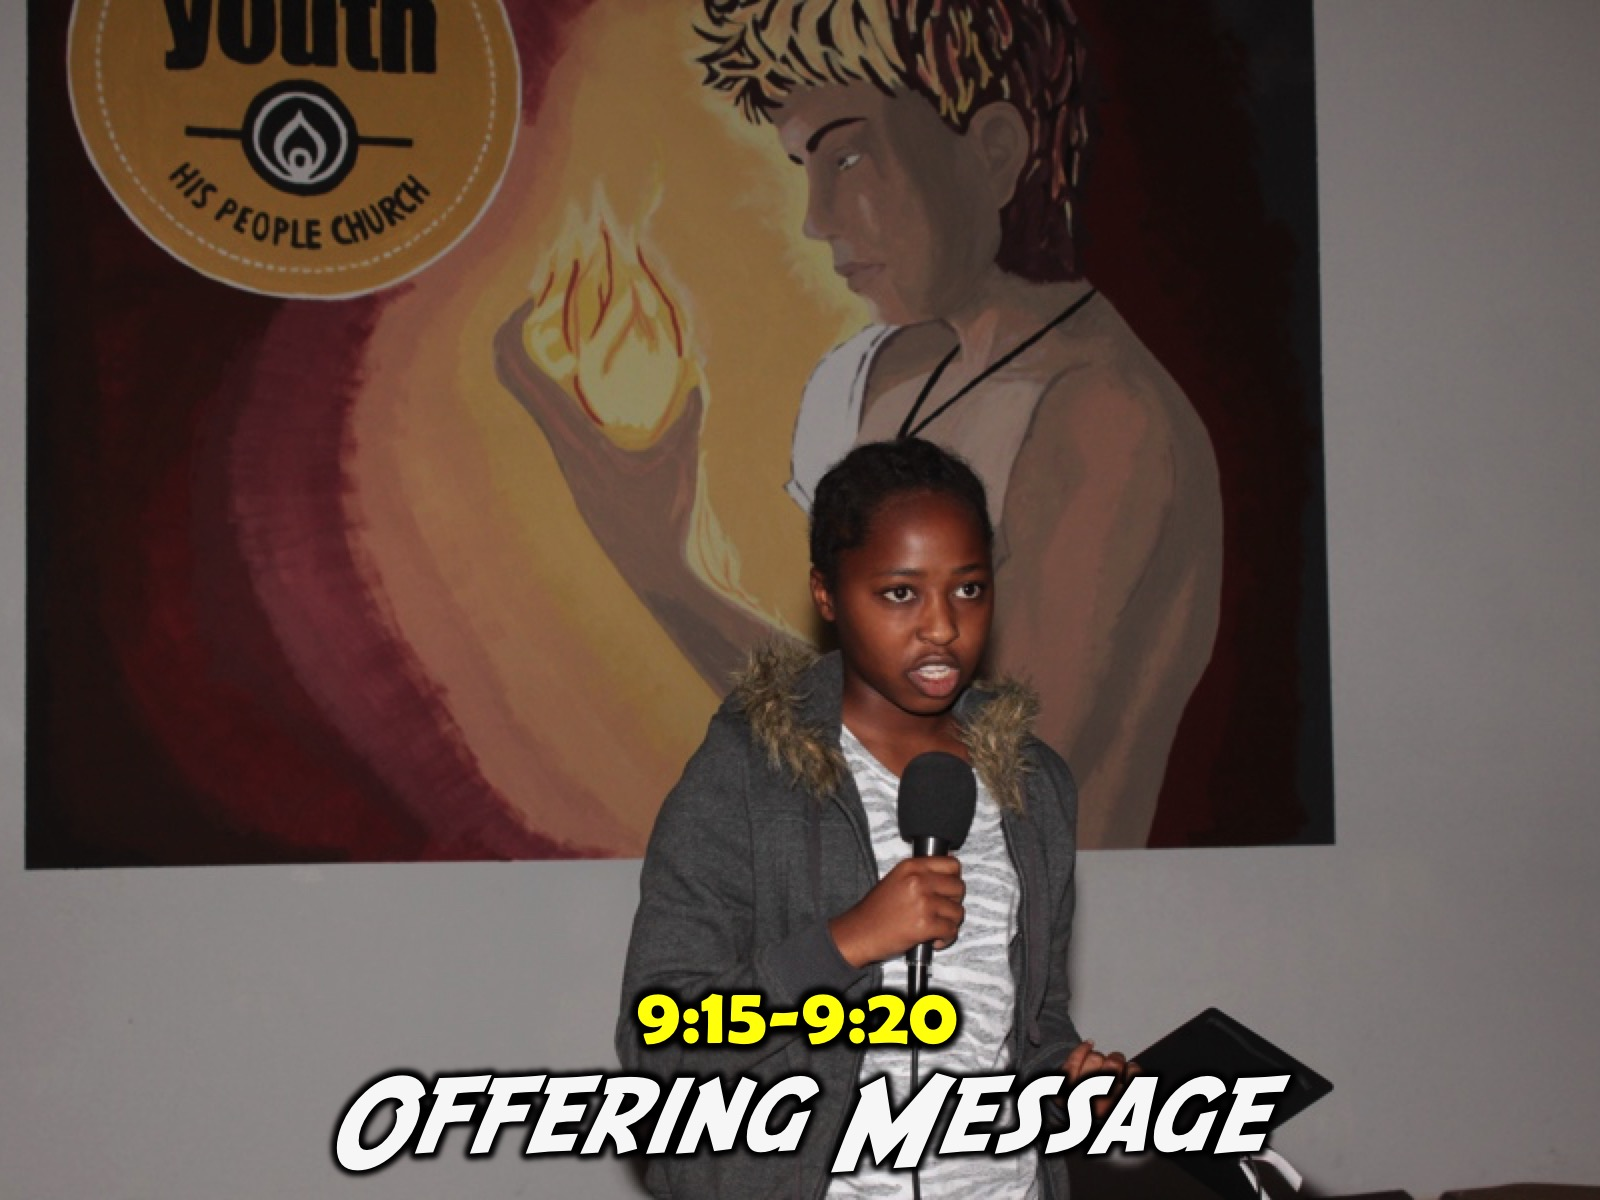 youth
HIS PEOPLE CHURCH
9:15-9:20
OFFERING MESSAGE